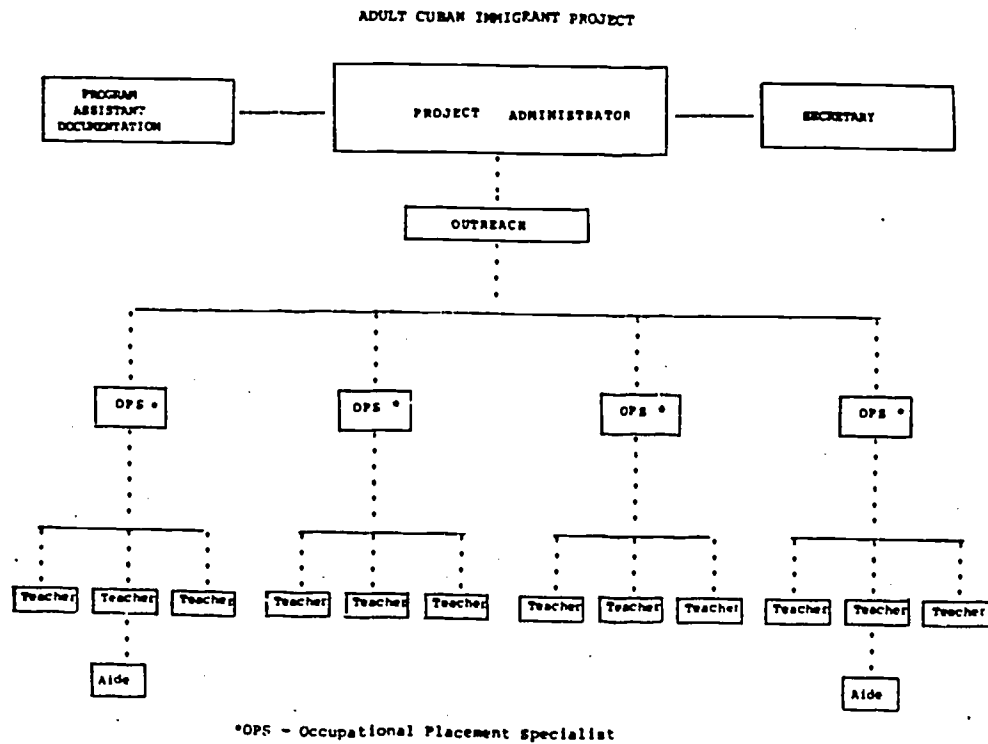 ADULT CUBAN IMMIGRANT PROJECT
PROGRAM
ASSISTANT
DOCUMENTATION
PROJECT ADMINISTRATOR
SECRETARY
OUTREACH
OPS *
OPS *
OPS *
OPS *
Teacher
Teacher
Teacher
Teacher
Teacher
Teacher
Teacher
Teacher
Teacher
Teacher
Teacher
Teacher
Aide
Aide
*OPS - Occupational Placement Specialist